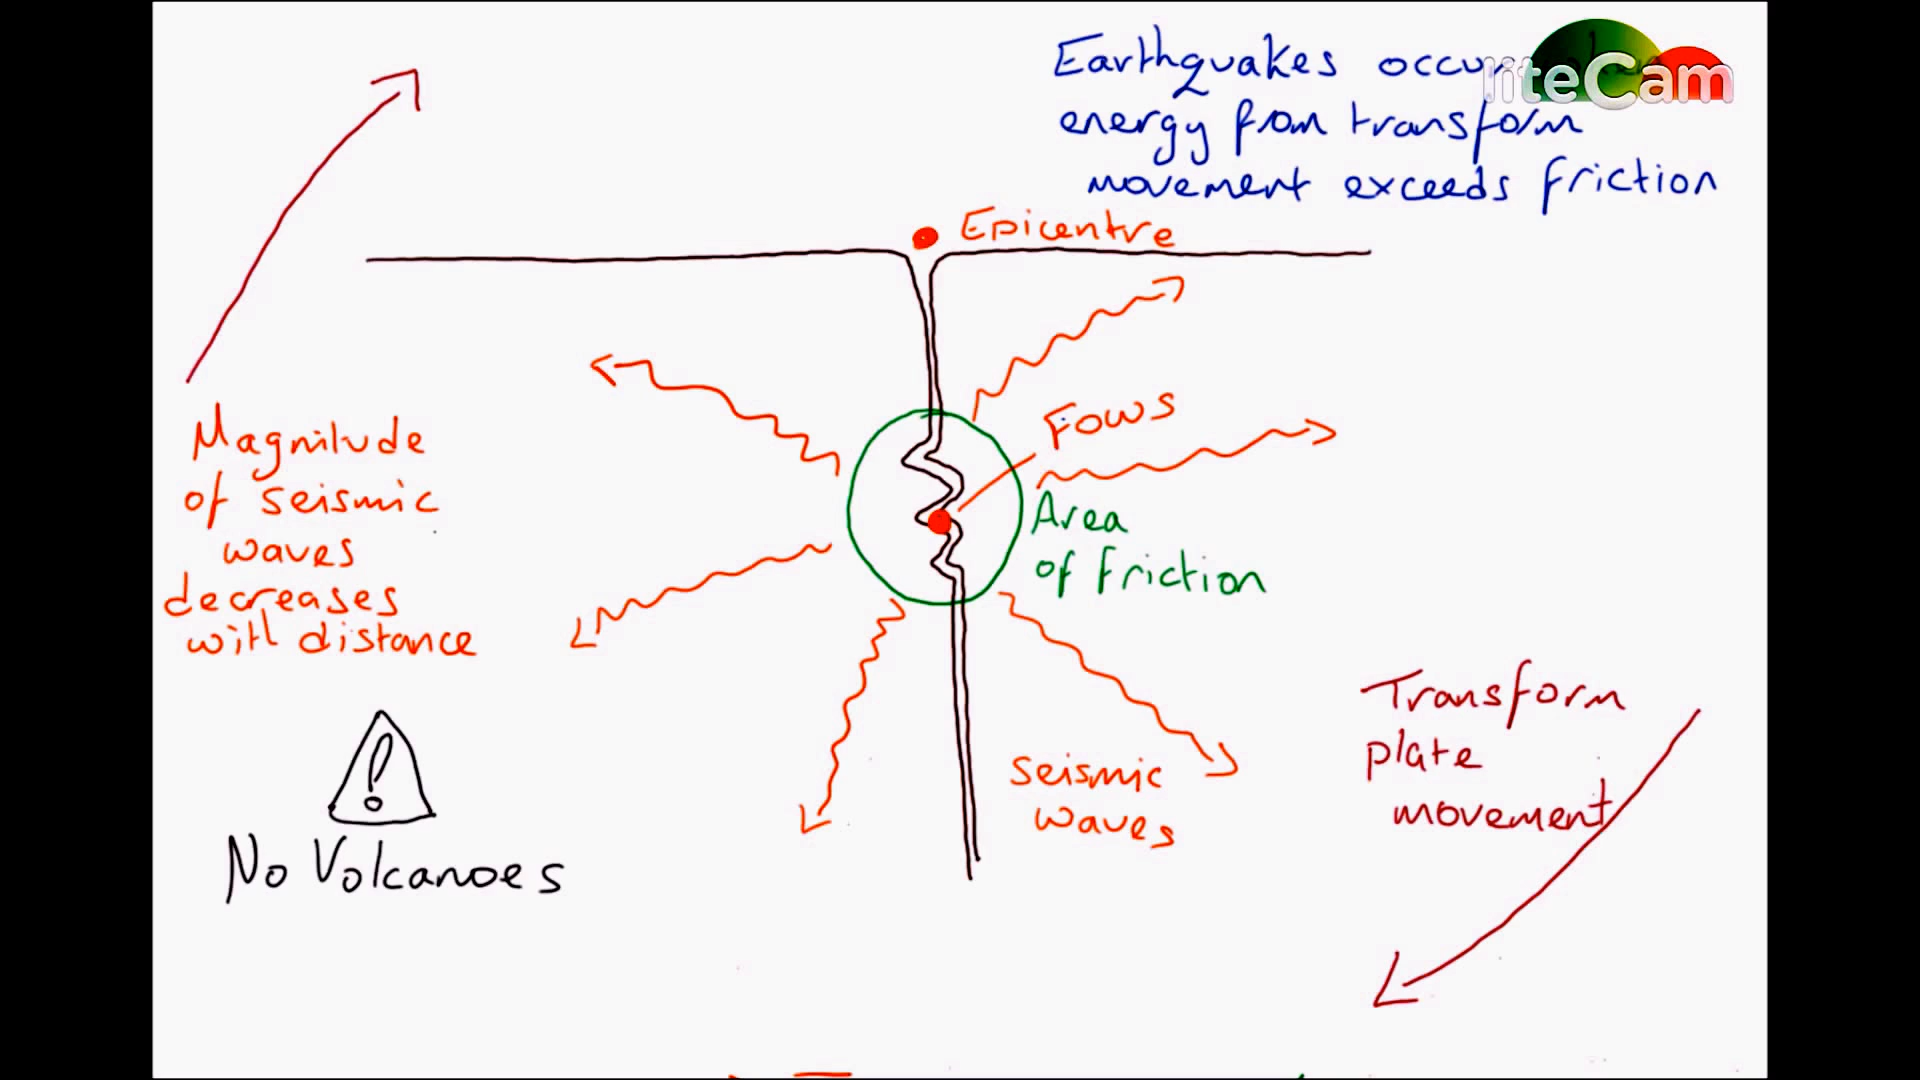 Earthquakes occur
energy from transform
movement exceeds friction
liteCam
Epicentre
Focus
Area
of friction
Magnitude
of seismic
waves
decreases
with distance
Seismic
waves
Transform
plate
movement
!
No Volcanoes